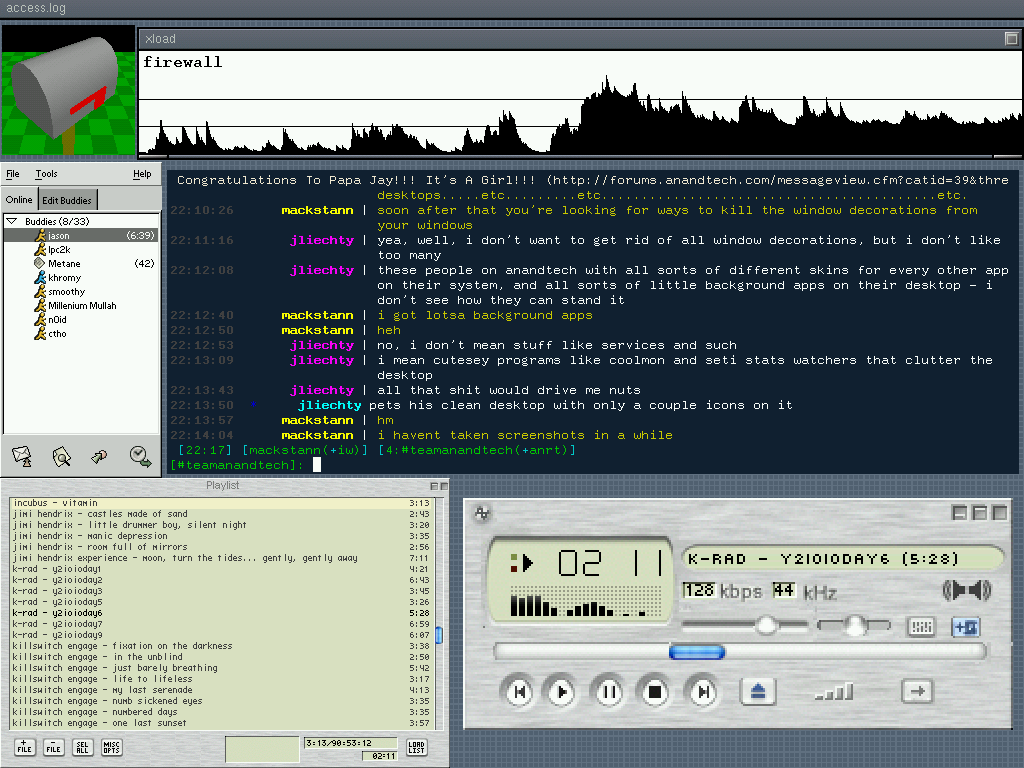 access.log
xload
firewall
File Tools Help
Online Edit Buddies
Buddies (8/33)
jason (6:39)
lpc2k
Metane (42)
khromy
smoothy
Millenium Mullah
n0id
ctho
Congratulations To Papa Jay!!! It's A Girl!!! (http://forums.anandtech.com/messageview.cfm?catid=39&thre
desktops.....etc.........etc..........................................etc.
22:10:26 mackstann | soon after that you're looking for ways to kill the window decorations from
your windows
22:11:16 jliechty | yea, well, i don't want to get rid of all window decorations, but i don't like
too many
22:12:08 jliechty | these people on anandtech with all sorts of different skins for every other app
on their system, and all sorts of little background apps on their desktop - i
don't see how they can stand it
22:12:40 mackstann | i got lotsa background apps
22:12:50 mackstann | heh
22:12:53 jliechty | no, i don't mean stuff like services and such
22:13:09 jliechty | i mean cutesey programs like coolmon and seti stats watchers that clutter the
desktop
22:13:43 jliechty | all that shit would drive me nuts
22:13:50 - jliechty pets his clean desktop with only a couple icons on it
22:13:57 mackstann | hm
22:14:04 mackstann | i havent taken screenshots in a while
[22:17] [mackstann(+iw)] [4:#teamanandtech(+anrt)]
[#teamanandtech]:
Playlist
incubus - vitamin 3:13
jimi hendrix - castles made of sand 2:43
jimi hendrix - little drummer boy, silent night 3:20
jimi hendrix - manic depression 3:35
jimi hendrix - room full of mirrors 2:56
jimi hendrix experience - moon, turn the tides... gently, gently away 7:11
k-rad - y2ioioday1 4:21
k-rad - y2ioioday2 6:43
k-rad - y2ioioday3 3:45
k-rad - y2ioioday5 3:26
k-rad - y2ioioday6 5:28
k-rad - y2ioioday7 6:59
k-rad - y2ioioday9 6:07
killswitch engage - fixation on the darkness 3:38
killswitch engage - in the unblind 2:50
killswitch engage - just barely breathing 5:42
killswitch engage - life to lifeless 3:17
killswitch engage - my last serenade 4:13
killswitch engage - numb sickened eyes 3:35
killswitch engage - numbered days 3:35
killswitch engage - one last sunset 3:57
+ FILE - FILE SEL ALL MISC OPTS 3:13/90:53:12 02:11 LOAD LIST
02 11
K-RAD - Y2IOIODAY6 (5:28)
128 kbps 44 kHz